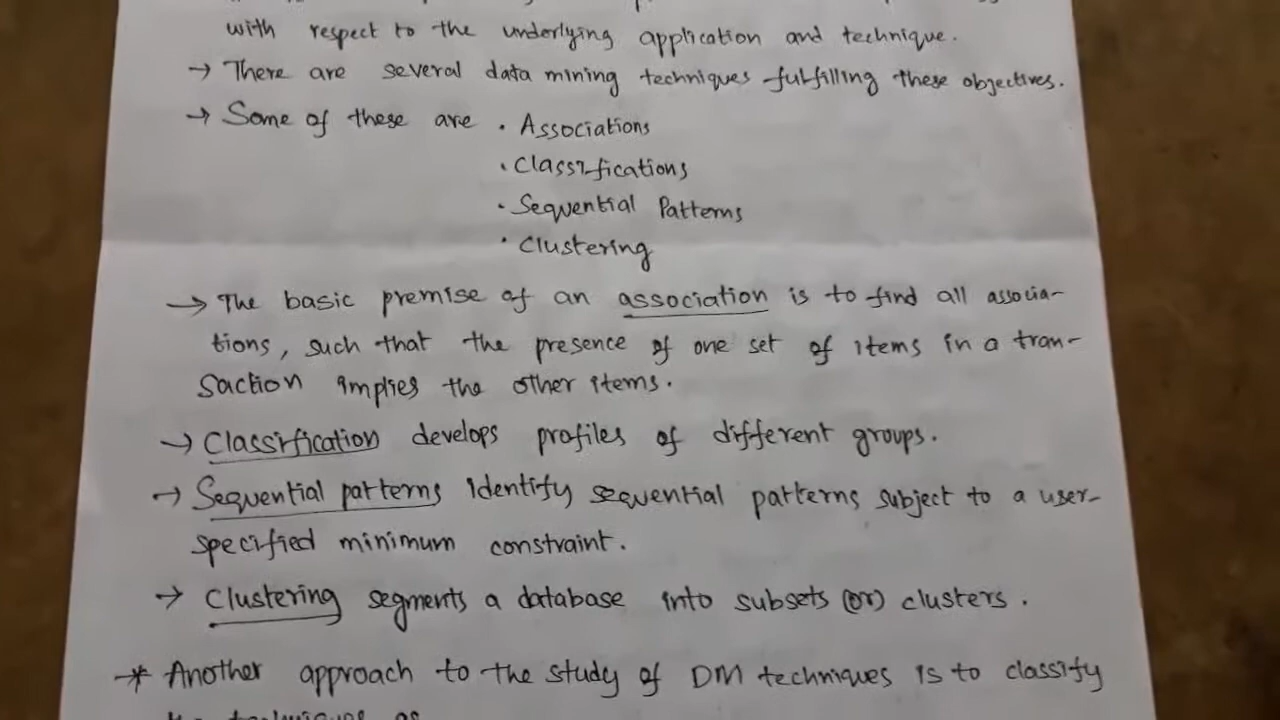 with respect to the underlying application and technique.
→ There are several data mining techniques fulfilling these objectives.
→ Some of these are • Associations
• Classifications
• Sequential Patterns
• Clustering
→ The basic premise of an association is to find all associa-
tions, such that the presence of one set of items in a tran-
saction implies the other items.
→ Classification develops profiles of different groups.
→ Sequential patterns identify sequential patterns subject to a user-
specified minimum constraint.
→ Clustering segments a database into subsets (or) clusters.
* Another approach to the study of DM techniques is to classify
the techniques as